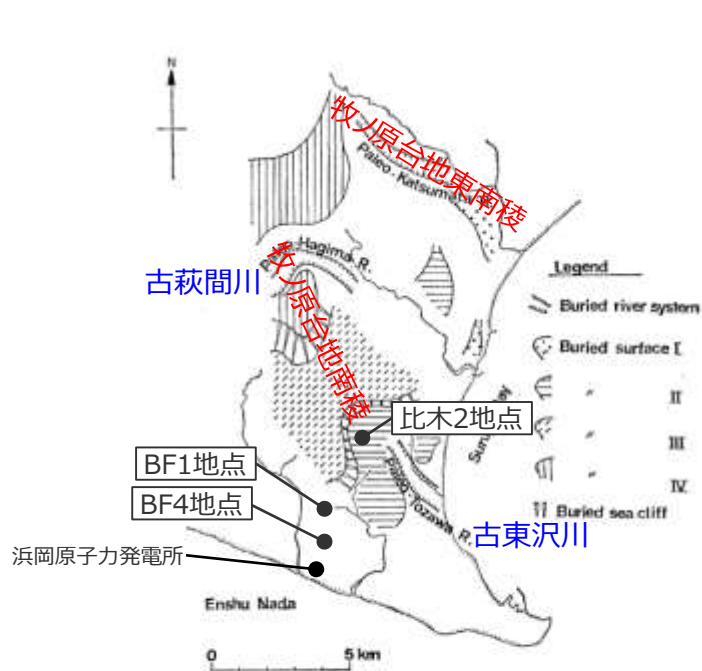 牧ノ原台地東南稜
Paleo-Katsumata R.
Paleo-Hagima R.
古萩間川
牧ノ原台地南稜
Legend
Buried river system
Buried surface I
〃 II
〃 III
〃 IV
Buried sea cliff
比木2地点
BF1地点
BF4地点
Paleo-Tozawa R.
古東沢川
浜岡原子力発電所
Enshu Nada
0 5 km